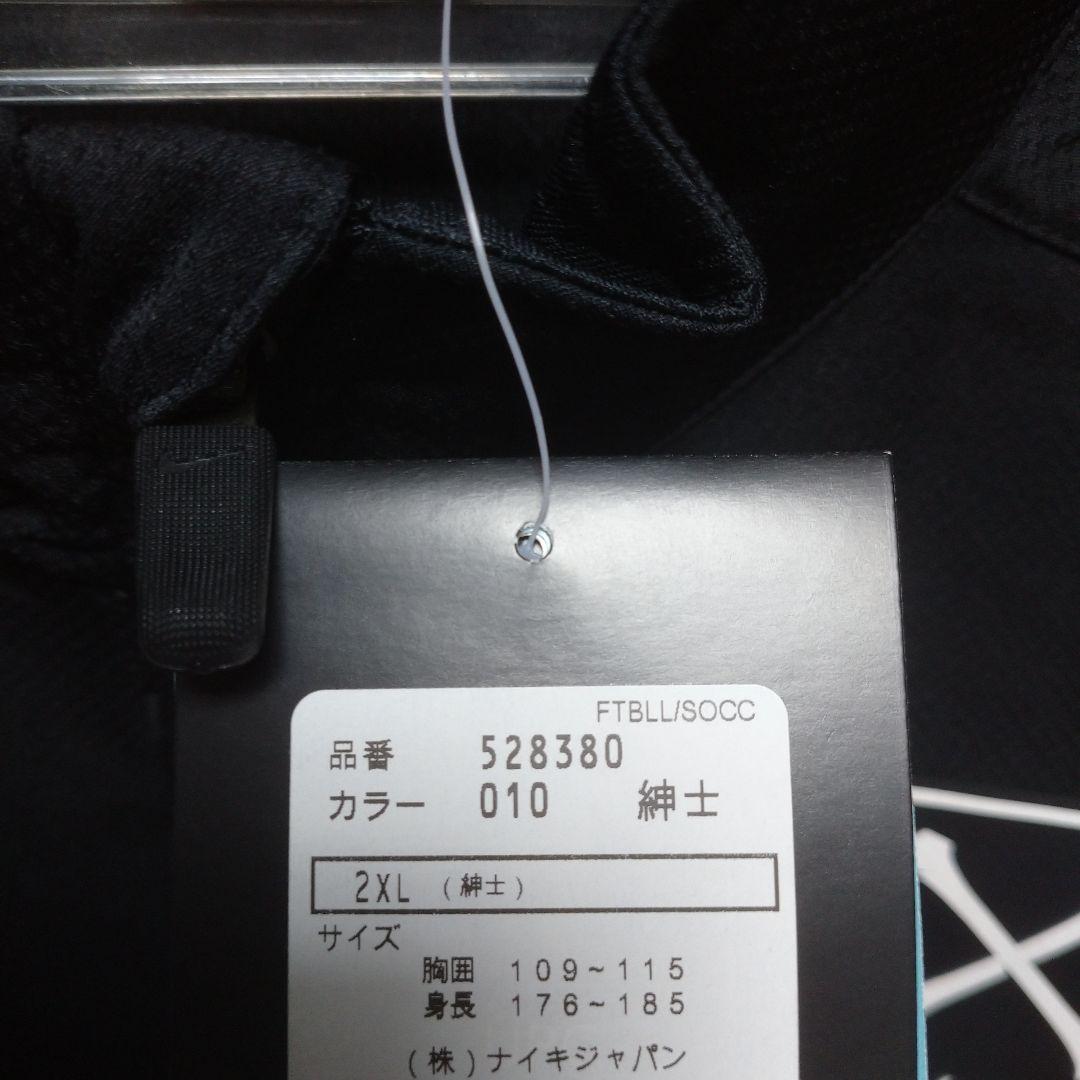 FTBLL/SOCC
品番 528380
カラー 010 紳士
2XL (紳士)
サイズ
胸囲 109~115
身長 176~185
(株)ナイキジャパン